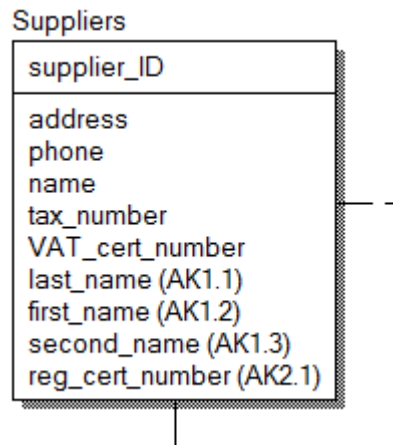 Suppliers
supplier_ID
address
phone
name
tax_number
VAT_cert_number
last_name (AK1.1)
first_name (AK1.2)
second_name (AK1.3)
reg_cert_number (AK2.1)